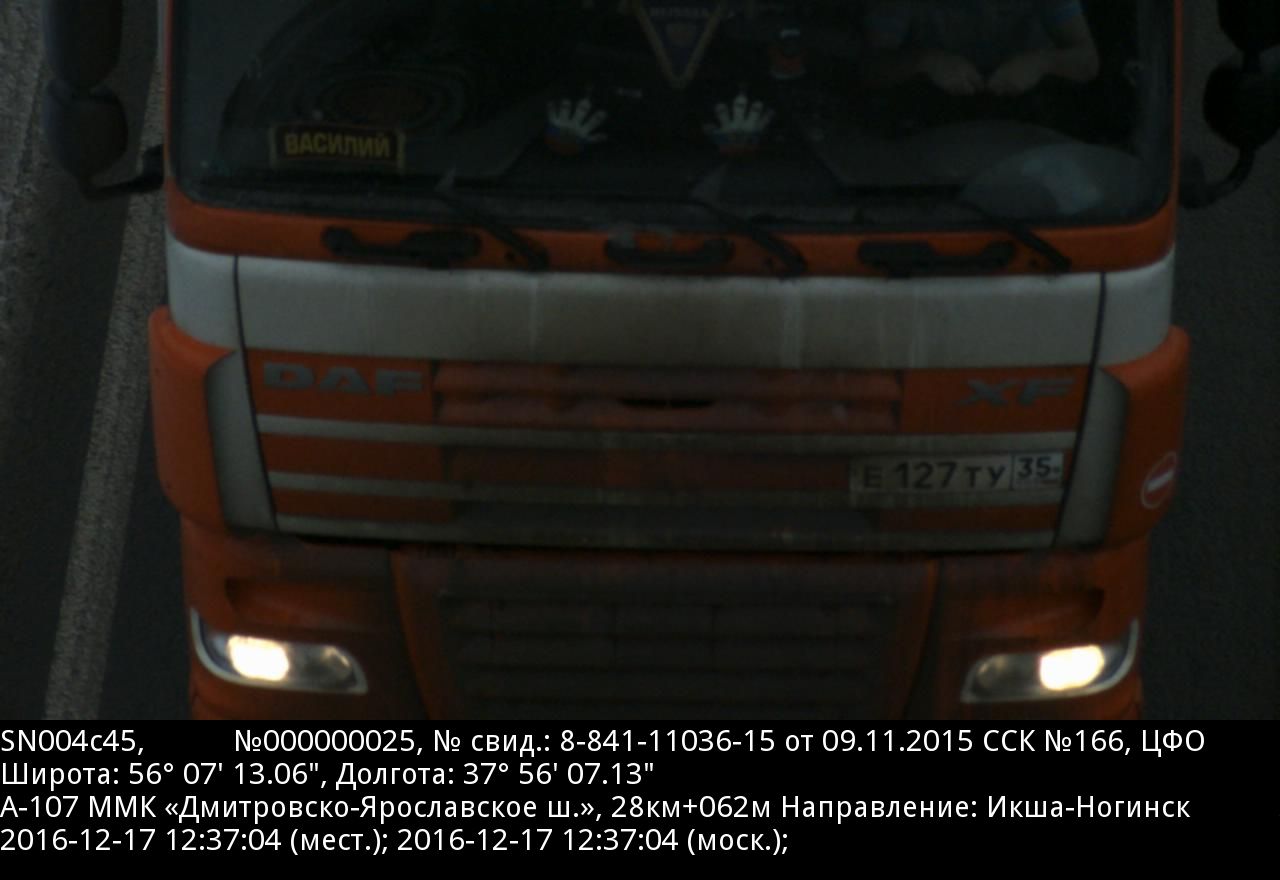 ВАСИЛИЙ
DAF XF
Е 127 ТУ 35
SN004c45, №000000025, № свид.: 8-841-11036-15 от 09.11.2015 ССК №166, ЦФО
Широта: 56° 07' 13.06", Долгота: 37° 56' 07.13"
А-107 ММК «Дмитровско-Ярославское ш.», 28км+062м Направление: Икша-Ногинск
2016-12-17 12:37:04 (мест.); 2016-12-17 12:37:04 (моск.);